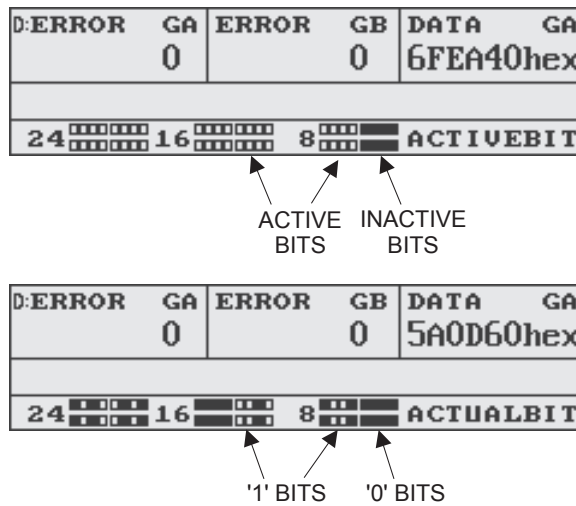 D:ERROR GA ERROR GB DATA GA
0 0 6FEA40hex
24 16 8 ACTIVEBIT
ACTIVE BITS INACTIVE BITS
D:ERROR GA ERROR GB DATA GA
0 0 5A0D60hex
24 16 8 ACTUALBIT
'1' BITS '0' BITS